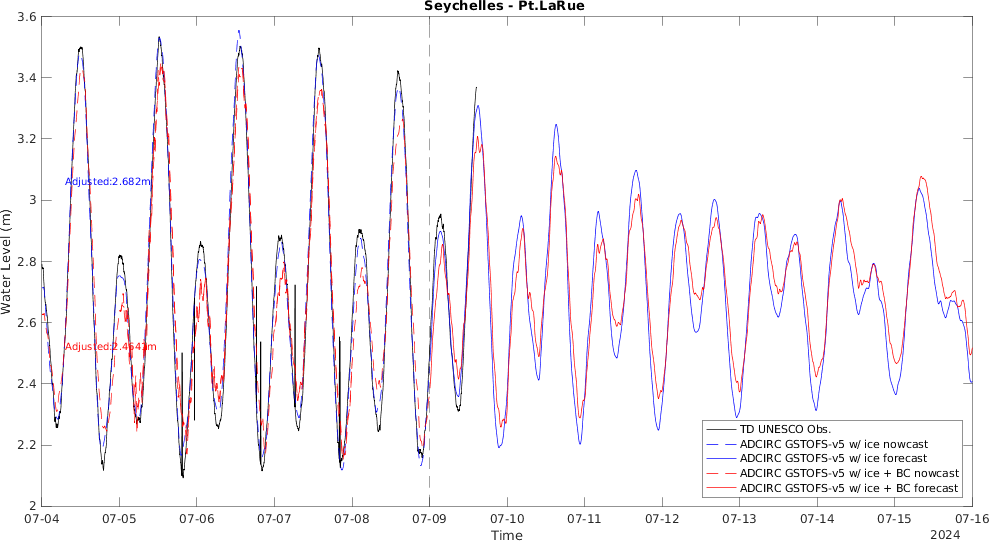 Seychelles - Pt.LaRue
3.6
3.4
3.2
3
2.8
2.6
2.4
2.2
2
Water Level (m)
Adjusted:2.682m
TD UNESCO Obs.
ADCIRC GSTOFS-v5 w/ ice nowcast
ADCIRC GSTOFS-v5 w/ ice forecast
ADCIRC GSTOFS-v5 w/ ice + BC nowcast
ADCIRC GSTOFS-v5 w/ ice + BC forecast
07-04 07-05 07-06 07-07 07-08 07-09 07-10 07-11 07-12 07-13 07-14 07-15 07-16
Time
2024